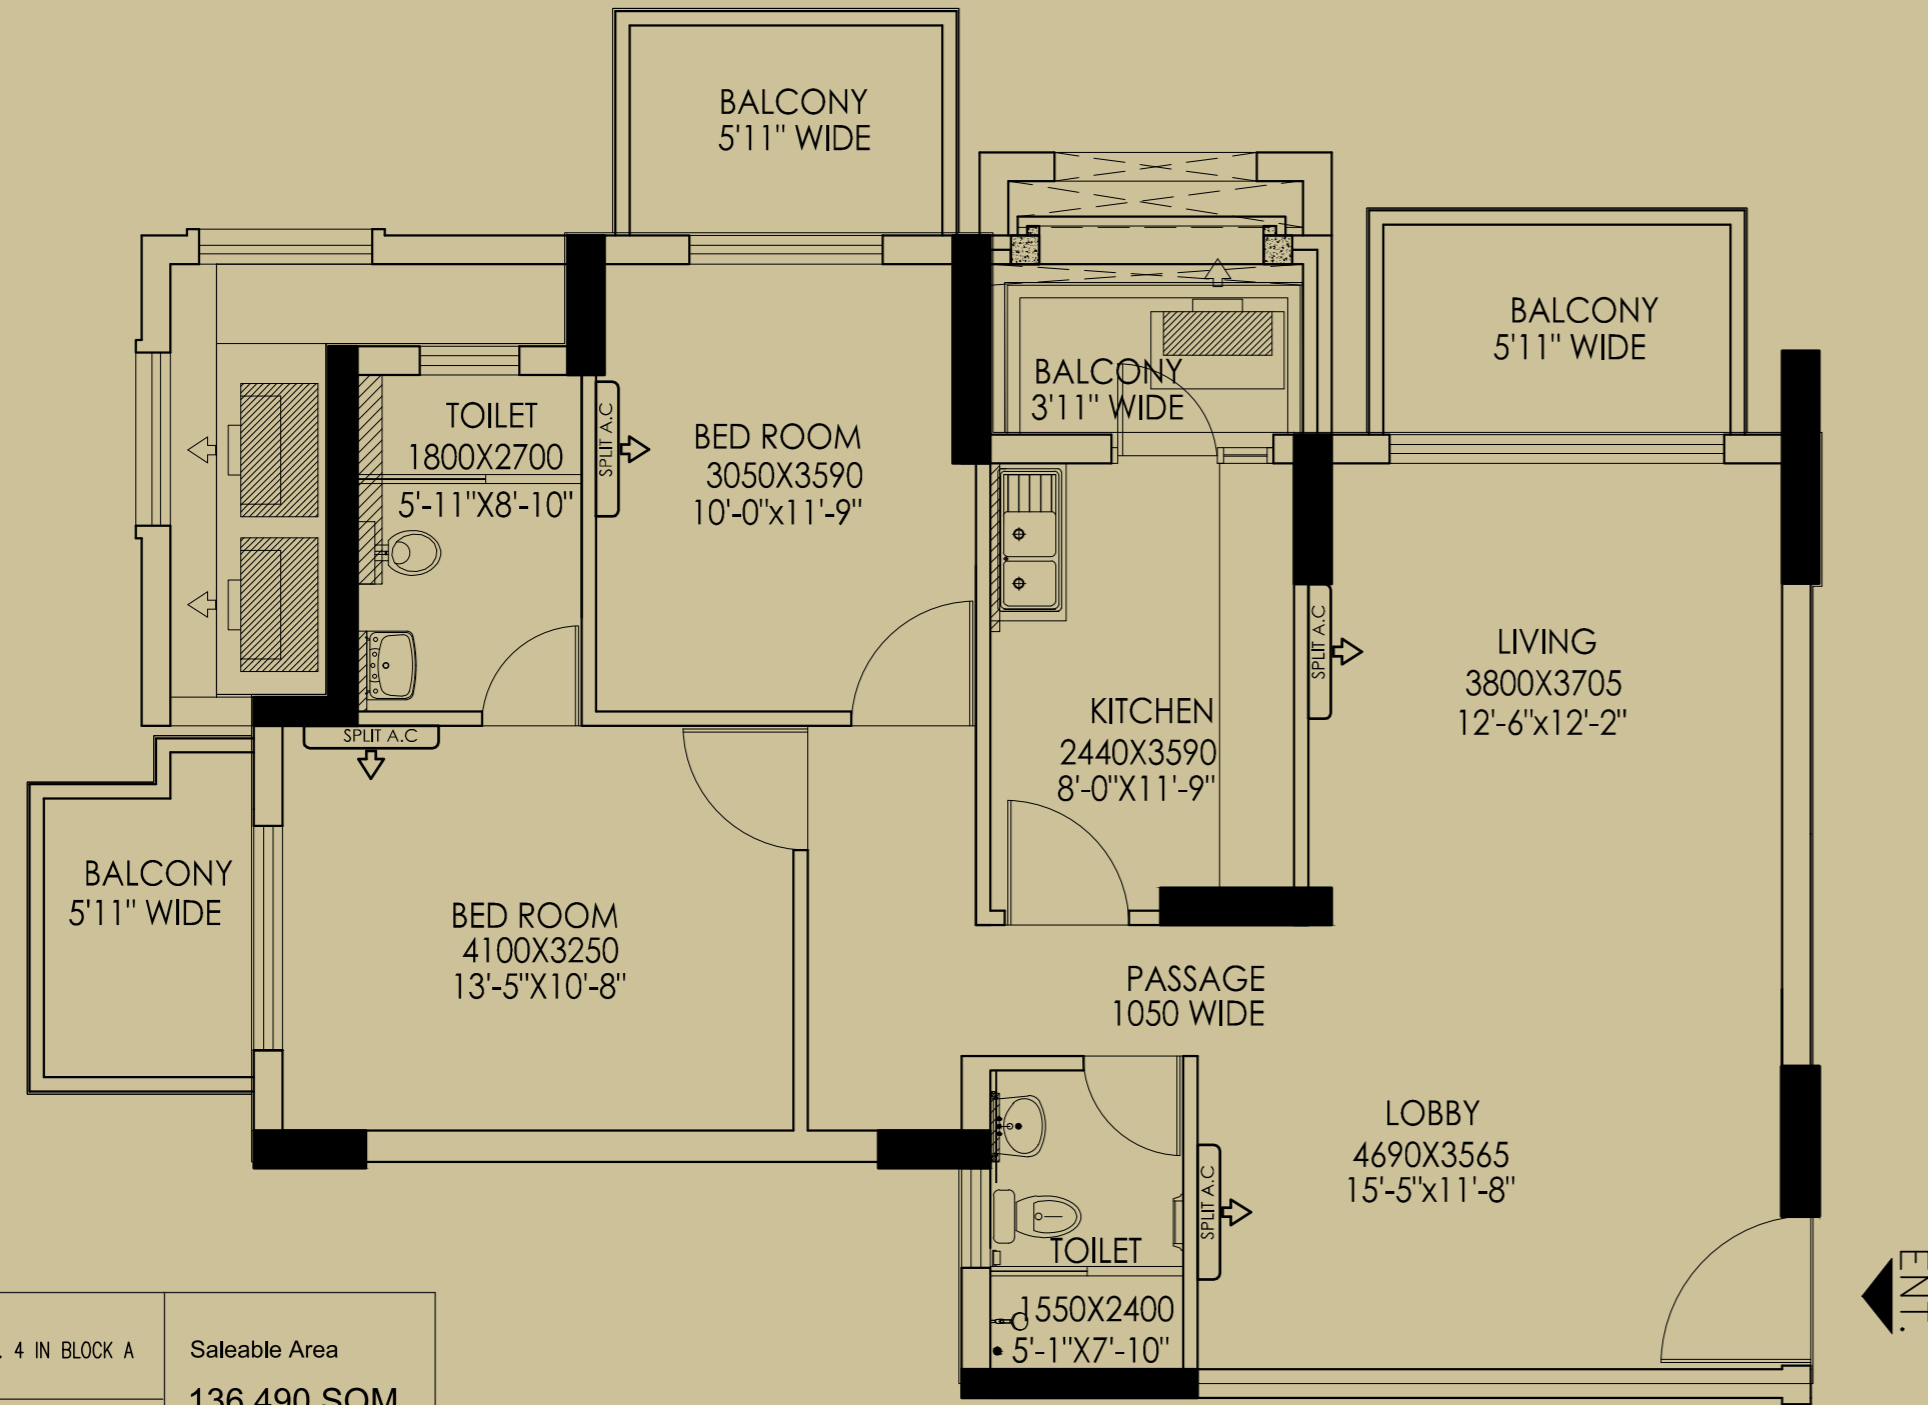 BALCONY
5'11" WIDE
BALCONY
5'11" WIDE
BALCONY
3'11" WIDE
TOILET
1800X2700
5'-11"X8'-10"
SPLIT A.C
BED ROOM
3050X3590
10'-0"x11'-9"
SPLIT A.C
LIVING
3800X3705
12'-6"x12'-2"
KITCHEN
2440X3590
8'-0"X11'-9"
SPLIT A.C
BALCONY
5'11" WIDE
BED ROOM
4100X3250
13'-5"X10'-8"
PASSAGE
1050 WIDE
LOBBY
4690X3565
15'-5"x11'-8"
SPLIT A.C
TOILET
1550X2400
5'-1"X7'-10"
ENT.
. 4 IN BLOCK A
Saleable Area
136.490 SQM